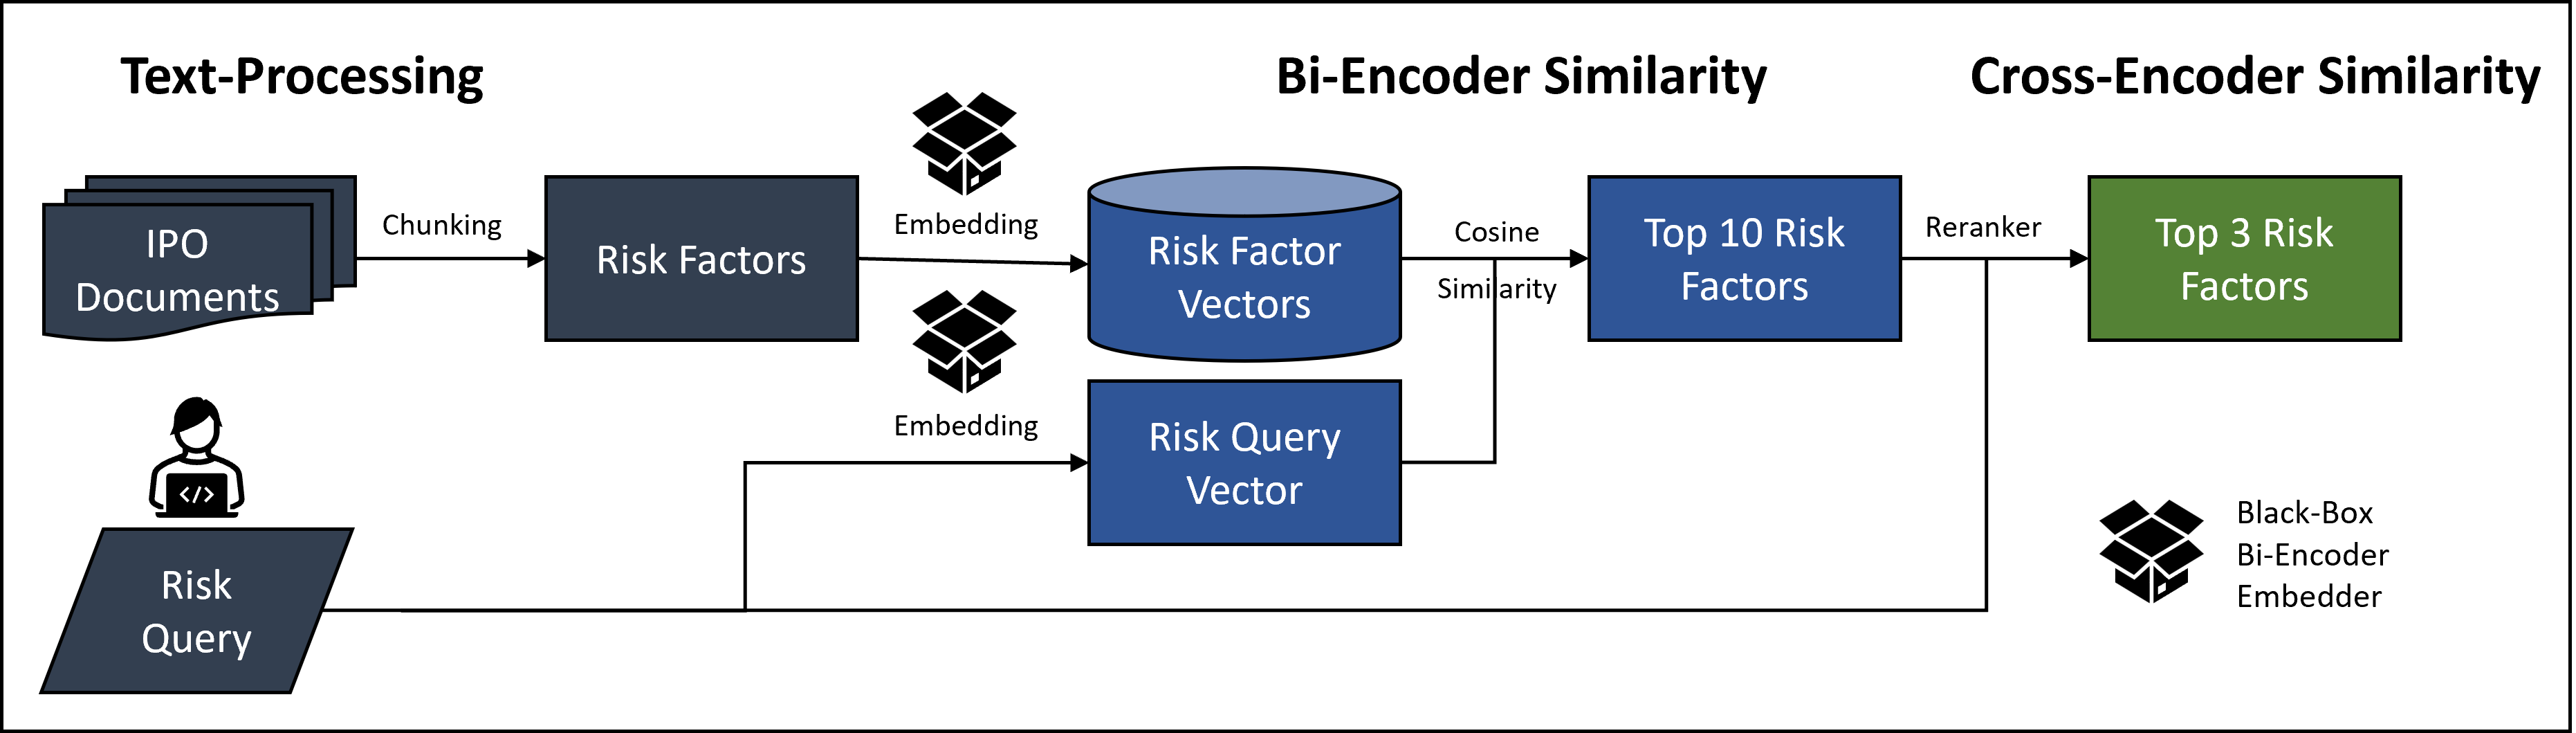 Text-Processing
Bi-Encoder Similarity
Cross-Encoder Similarity
IPO
Documents
Chunking
Risk Factors
Embedding
Risk Factor
Vectors
Cosine
Similarity
Top 10 Risk
Factors
Reranker
Top 3 Risk
Factors
Embedding
Risk Query
Vector
</>
Risk
Query
Black-Box
Bi-Encoder
Embedder